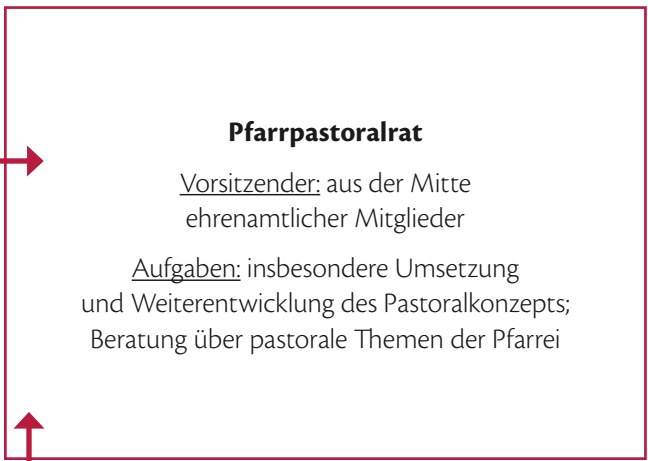 Pfarrpastoralrat
Vorsitzender: aus der Mitte
ehrenamtlicher Mitglieder
Aufgaben: insbesondere Umsetzung
und Weiterentwicklung des Pastoralkonzepts;
Beratung über pastorale Themen der Pfarrei